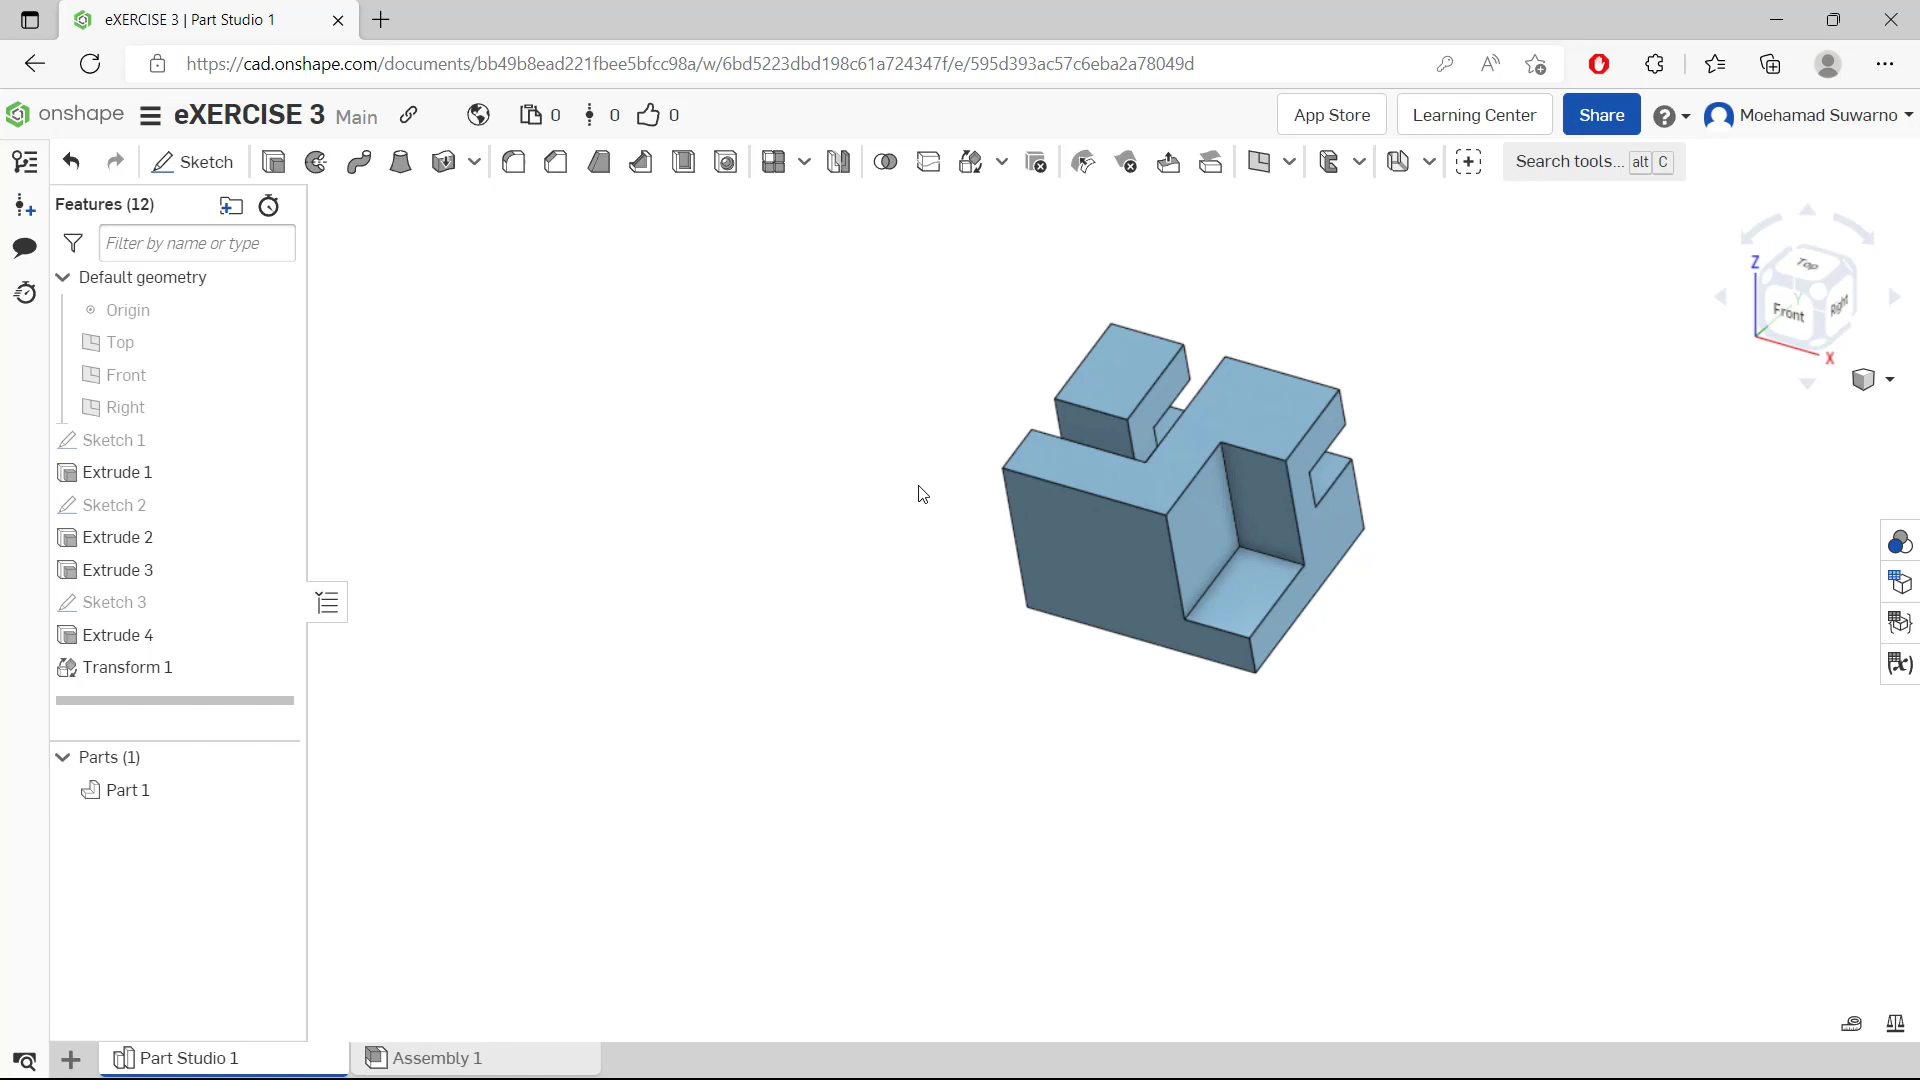 eXERCISE 3 | Part Studio 1
https://cad.onshape.com/documents/bb49b8ead221fbee5bfcc98a/w/6bd5223dbd198c61a724347f/e/595d393ac57c6eba2a78049d
onshape eXERCISE 3 Main 0 0 0 App Store Learning Center Share Moehamad Suwarno
Sketch Search tools... alt C
Features (12)
Filter by name or type
Default geometry
Origin
Top
Front
Right
Sketch 1
Extrude 1
Sketch 2
Extrude 2
Extrude 3
Sketch 3
Extrude 4
Transform 1
Parts (1)
Part 1
Z
Top
Y
Front
Right
X
Part Studio 1
Assembly 1